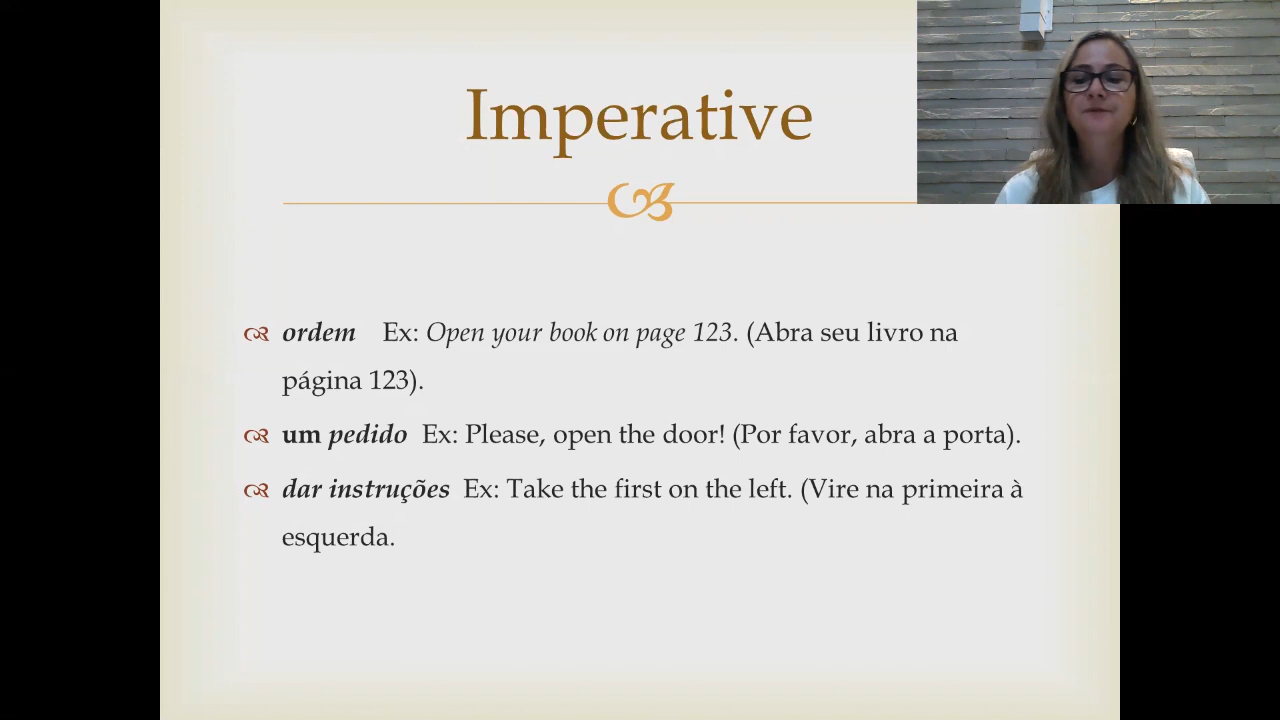 Imperative
ordem Ex: Open your book on page 123. (Abra seu livro na
página 123).
um pedido Ex: Please, open the door! (Por favor, abra a porta).
dar instruções Ex: Take the first on the left. (Vire na primeira à
esquerda.